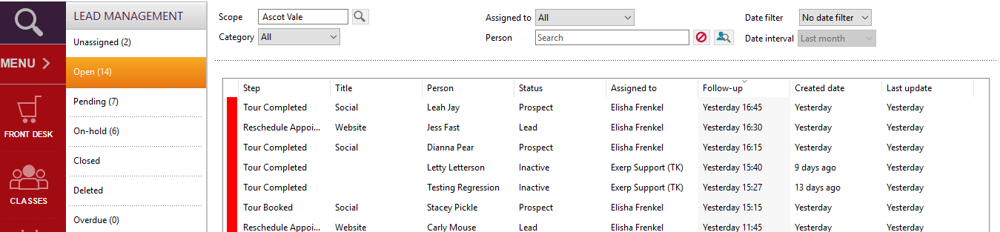 LEAD MANAGEMENT
MENU
FRONT DESK
CLASSES
Unassigned (2)
Open (14)
Pending (7)
On-hold (6)
Closed
Deleted
Overdue (0)
Scope Ascot Vale Assigned to All Date filter No date filter
Category All Person Search Date interval Last month
Step Title Person Status Assigned to Follow-up Created date Last update
Tour Completed Social Leah Jay Prospect Elisha Frenkel Yesterday 16:45 Yesterday Yesterday
Reschedule Appoi... Website Jess Fast Lead Elisha Frenkel Yesterday 16:30 Yesterday Yesterday
Tour Completed Social Dianna Pear Prospect Elisha Frenkel Yesterday 16:15 Yesterday Yesterday
Tour Completed Letty Letterson Inactive Exerp Support (TK) Yesterday 15:40 9 days ago Yesterday
Tour Completed Testing Regression Inactive Exerp Support (TK) Yesterday 15:27 13 days ago Yesterday
Tour Booked Social Stacey Pickle Prospect Elisha Frenkel Yesterday 15:15 Yesterday Yesterday
Reschedule Appoi... Website Carly Mouse Lead Elisha Frenkel Yesterday 11:45 Yesterday Yesterday